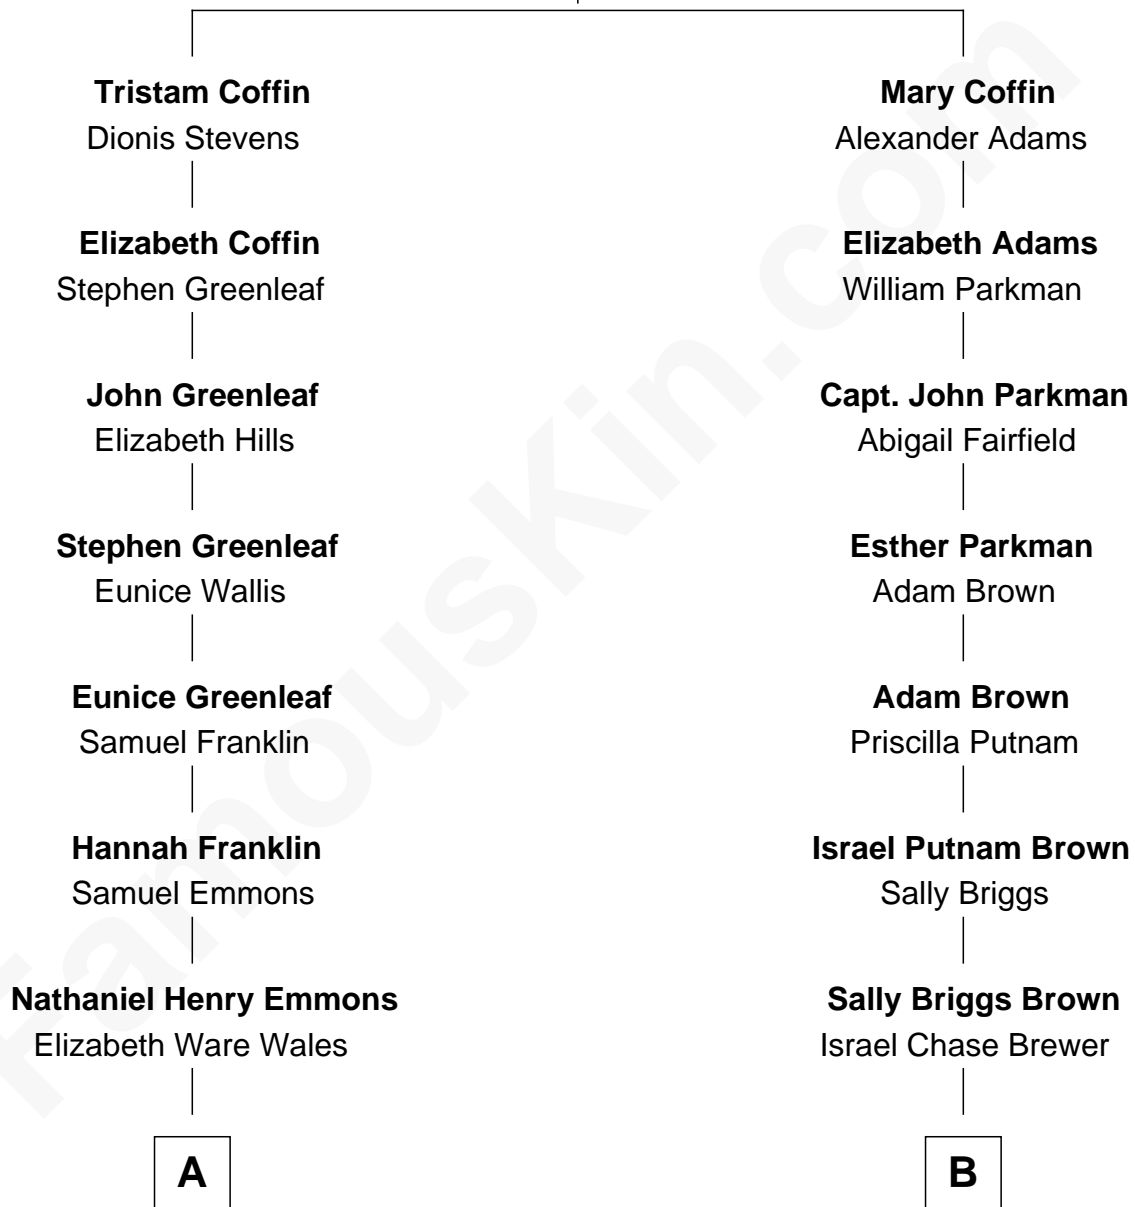 Tristam Coffin
Dionis Stevens
Mary Coffin
Alexander Adams
Elizabeth Coffin
Stephen Greenleaf
Elizabeth Adams
William Parkman
John Greenleaf
Elizabeth Hills
Capt. John Parkman
Abigail Fairfield
Stephen Greenleaf
Eunice Wallis
Esther Parkman
Adam Brown
Eunice Greenleaf
Samuel Franklin
Adam Brown
Priscilla Putnam
Hannah Franklin
Samuel Emmons
Israel Putnam Brown
Sally Briggs
Nathaniel Henry Emmons
Elizabeth Ware Wales
Sally Briggs Brown
Israel Chase Brewer
A
B
FamousKin.com